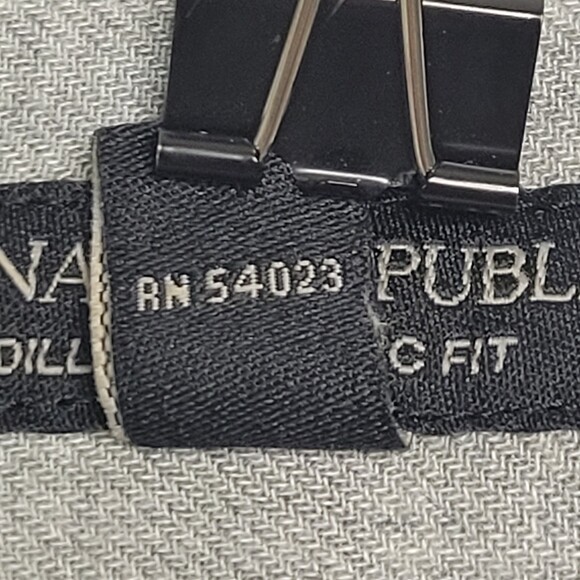 NA RN 54023 PUBL
DILL C FIT